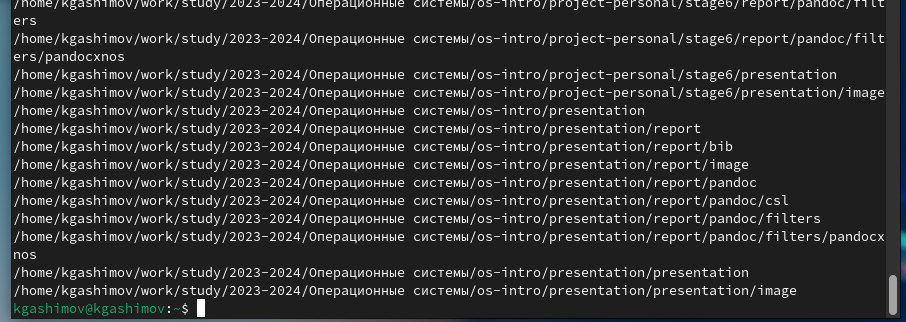 /home/kgashimov/work/study/2023-2024/Операционные системы/os-intro/project-personal/stage6/report/pandoc/filt
ers
/home/kgashimov/work/study/2023-2024/Операционные системы/os-intro/project-personal/stage6/report/pandoc/filt
ers/pandocxnos
/home/kgashimov/work/study/2023-2024/Операционные системы/os-intro/project-personal/stage6/presentation
/home/kgashimov/work/study/2023-2024/Операционные системы/os-intro/project-personal/stage6/presentation/image
/home/kgashimov/work/study/2023-2024/Операционные системы/os-intro/presentation
/home/kgashimov/work/study/2023-2024/Операционные системы/os-intro/presentation/report
/home/kgashimov/work/study/2023-2024/Операционные системы/os-intro/presentation/report/bib
/home/kgashimov/work/study/2023-2024/Операционные системы/os-intro/presentation/report/image
/home/kgashimov/work/study/2023-2024/Операционные системы/os-intro/presentation/report/pandoc
/home/kgashimov/work/study/2023-2024/Операционные системы/os-intro/presentation/report/pandoc/csl
/home/kgashimov/work/study/2023-2024/Операционные системы/os-intro/presentation/report/pandoc/filters
/home/kgashimov/work/study/2023-2024/Операционные системы/os-intro/presentation/report/pandoc/filters/pandocx
nos
/home/kgashimov/work/study/2023-2024/Операционные системы/os-intro/presentation/presentation
/home/kgashimov/work/study/2023-2024/Операционные системы/os-intro/presentation/presentation/image
kgashimov@kgashimov:~$